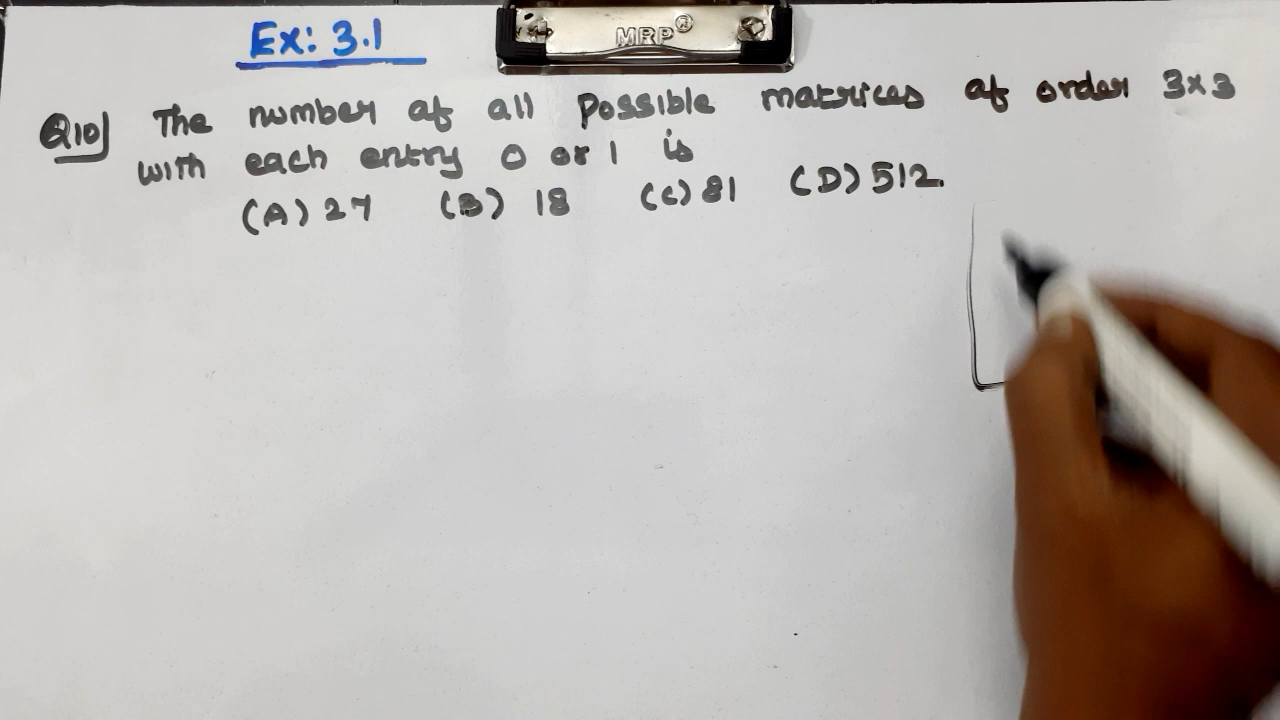 MRP®
Ex: 3.1
Q10] The number of all possible matrices of order 3×3
with each entry 0 or 1 is
(A) 27 (B) 18 (C) 81 (D) 512.